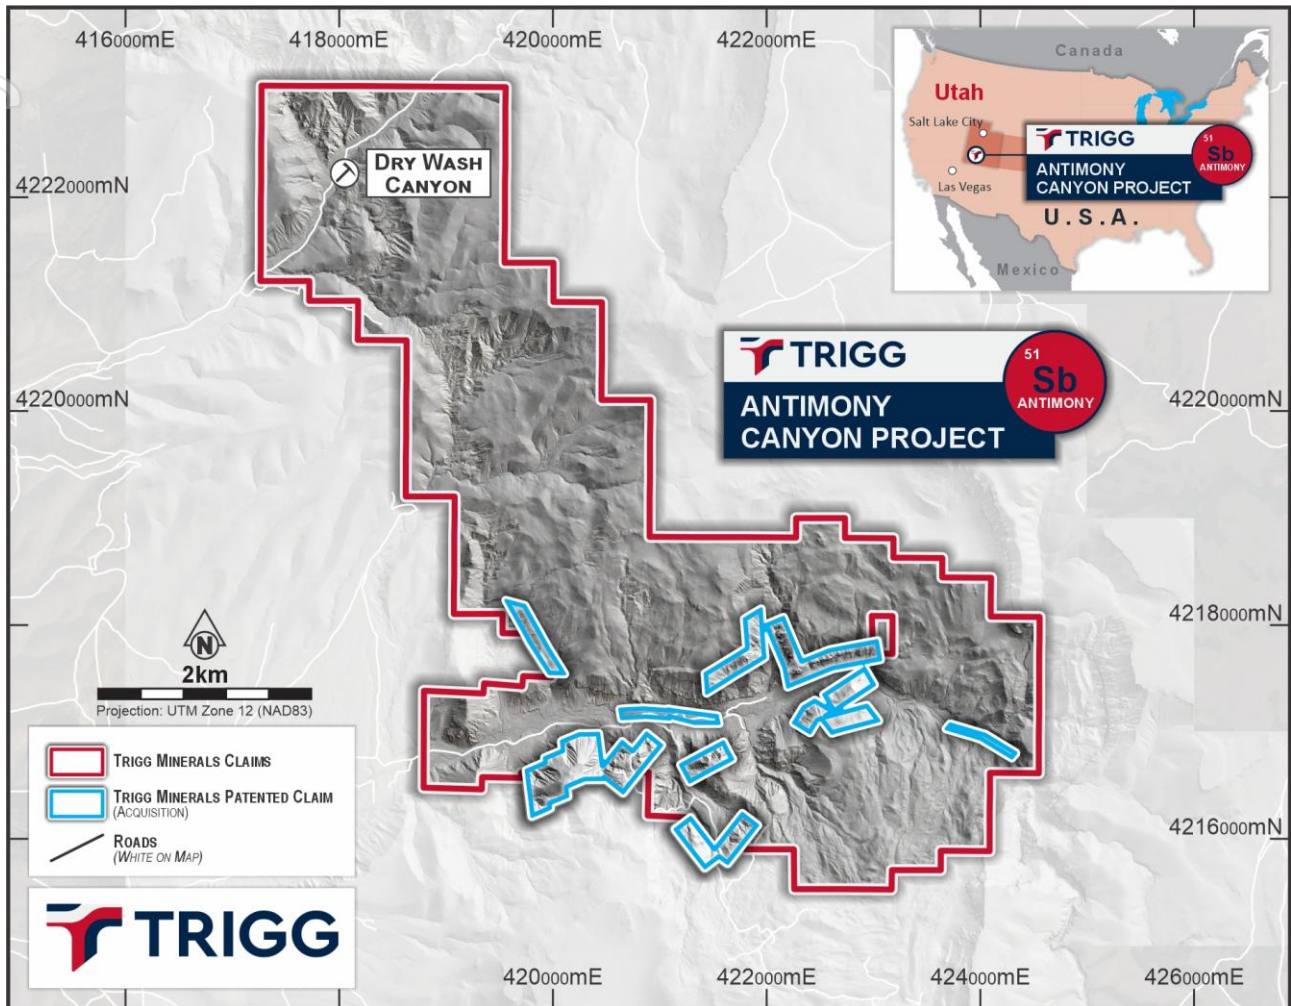 416000mE 418000mE 420000mE 422000mE
Canada
Utah
Salt Lake City
TRIGG
51
Sb
ANTIMONY
ANTIMONY
CANYON PROJECT
Las Vegas
U.S.A.
Mexico
DRY WASH
CANYON
4222000mN
TRIGG
51
Sb
ANTIMONY
ANTIMONY
CANYON PROJECT
4220000mN
4220000mN
4218000mN
N
2km
Projection: UTM Zone 12 (NAD83)
TRIGG MINERALS CLAIMS
TRIGG MINERALS PATENTED CLAIM
(ACQUISITION)
ROADS
(WHITE ON MAP)
4216000mN
TRIGG
420000mE 422000mE 424000mE 426000mE